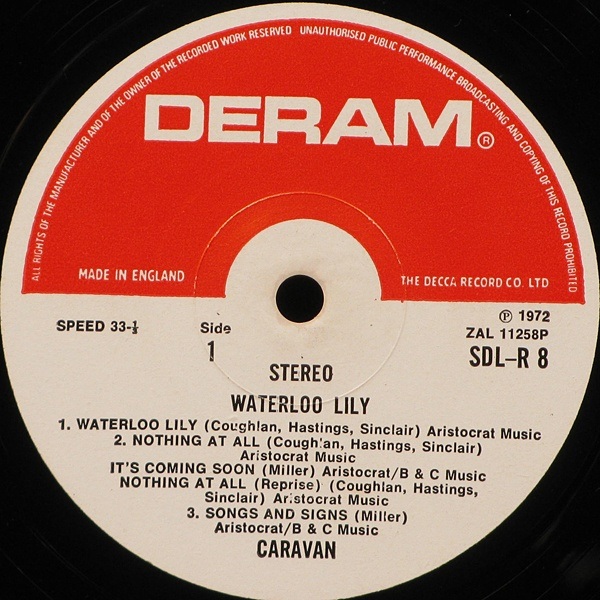 ALL RIGHTS OF THE MANUFACTURER AND OF THE OWNER OF THE RECORDED WORK RESERVED UNAUTHORISED PUBLIC PERFORMANCE BROADCASTING AND COPYING OF THIS RECORD PROHIBITED
DERAM®
MADE IN ENGLAND
THE DECCA RECORD CO. LTD
SPEED 33-⅓
Side
1
℗ 1972
ZAL 11258P
SDL–R 8
STEREO
WATERLOO LILY
1. WATERLOO LILY (Coughlan, Hastings, Sinclair) Aristocrat Music
2. NOTHING AT ALL (Coughlan, Hastings, Sinclair)
Aristocrat Music
IT'S COMING SOON (Miller) Aristocrat/B & C Music
NOTHING AT ALL (Reprise) (Coughlan, Hastings,
Sinclair) Aristocrat Music
3. SONGS AND SIGNS (Miller)
Aristocrat/B & C Music
CARAVAN